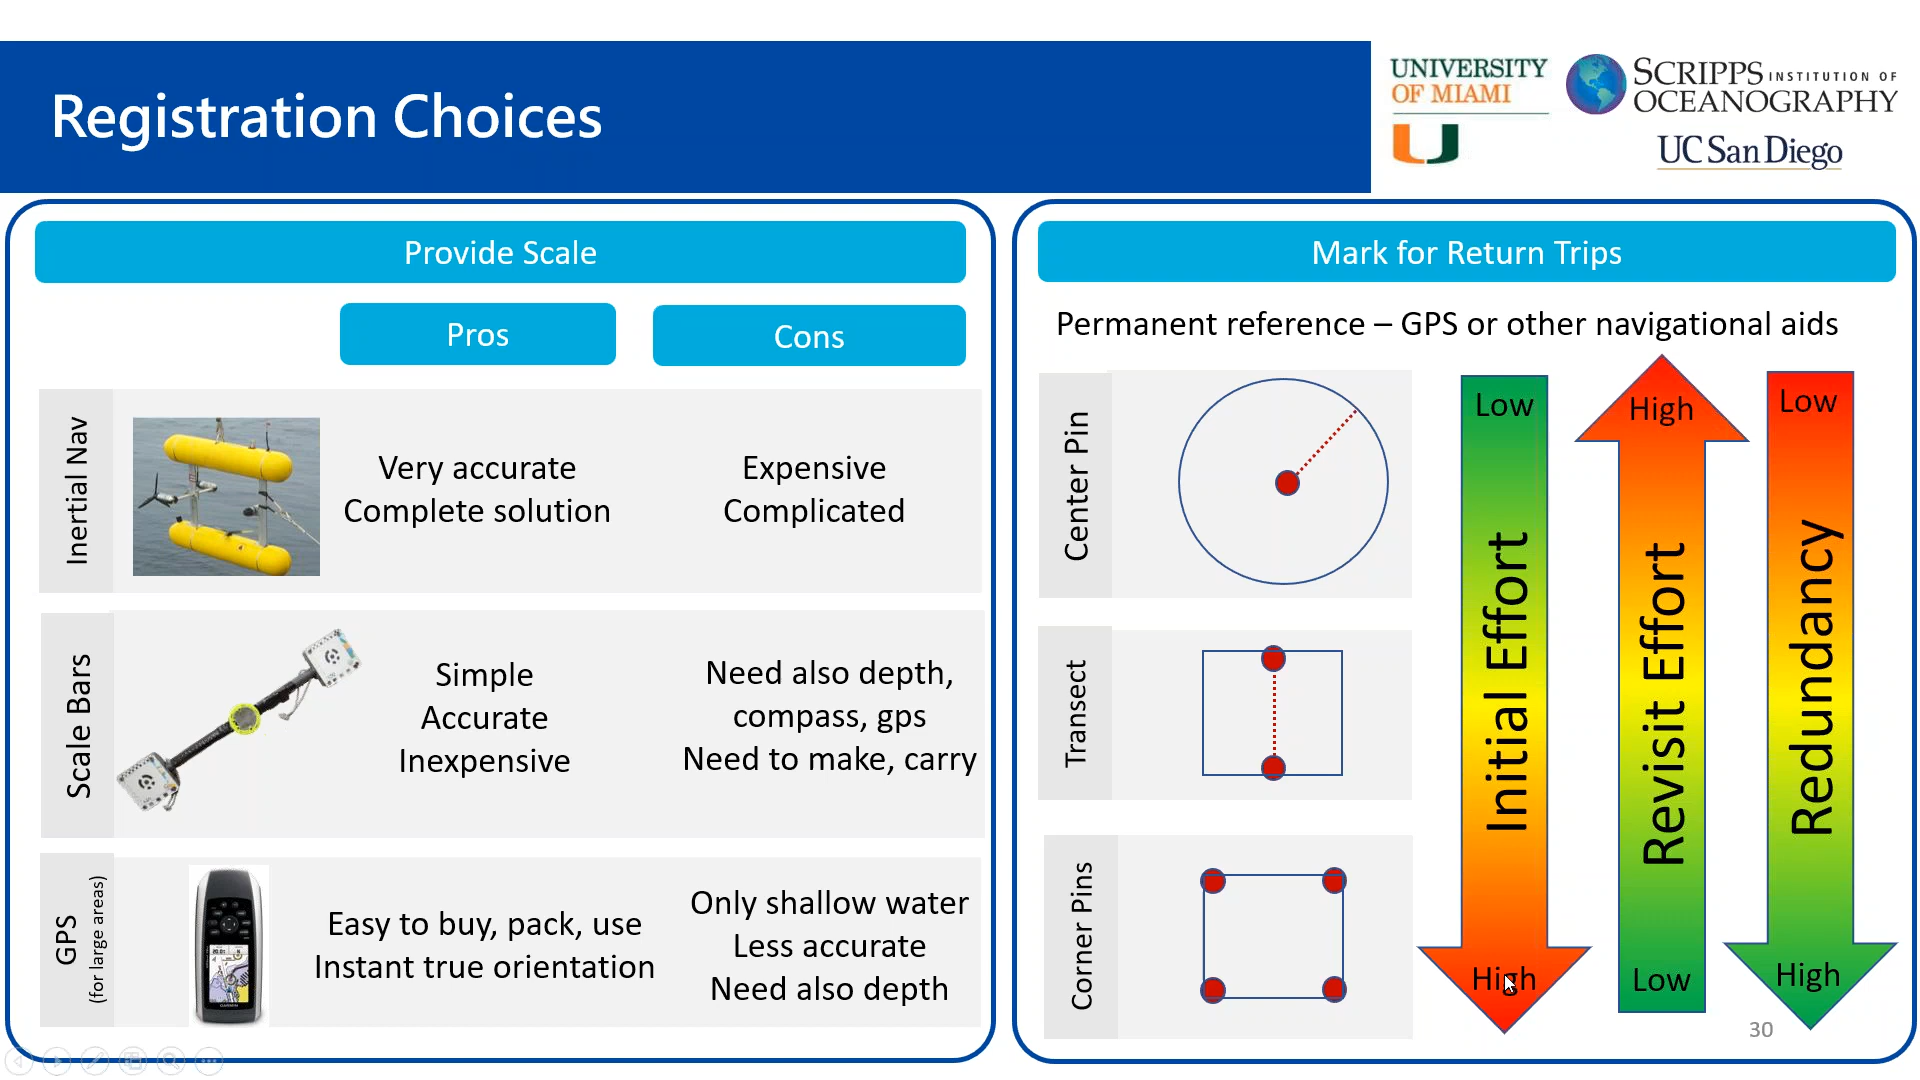 Registration Choices
UNIVERSITY
OF MIAMI
SCRIPPS INSTITUTION OF
OCEANOGRAPHY
UC San Diego
Provide Scale
Pros
Cons
Inertial Nav
Very accurate
Complete solution
Expensive
Complicated
Scale Bars
Simple
Accurate
Inexpensive
Need also depth,
compass, gps
Need to make, carry
GPS
(for large areas)
Easy to buy, pack, use
Instant true orientation
Only shallow water
Less accurate
Need also depth
Mark for Return Trips
Permanent reference – GPS or other navigational aids
Center Pin
Transect
Corner Pins
Low
Initial Effort
High
High
Revisit Effort
Low
Low
Redundancy
High
30